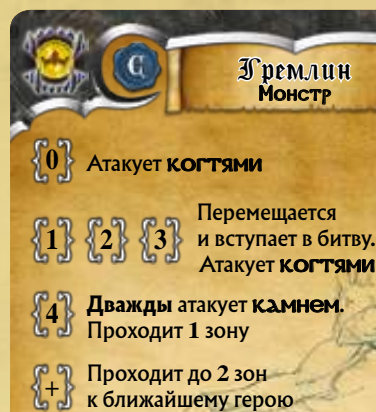 С
Гремлин
Монстр
{0} Атакует когтями
Перемещается
{1} {2} {3} и вступает в битву.
Атакует когтями
{4} Дважды атакует камнем.
Проходит 1 зону
{+} Проходит до 2 зон
к ближайшему герою